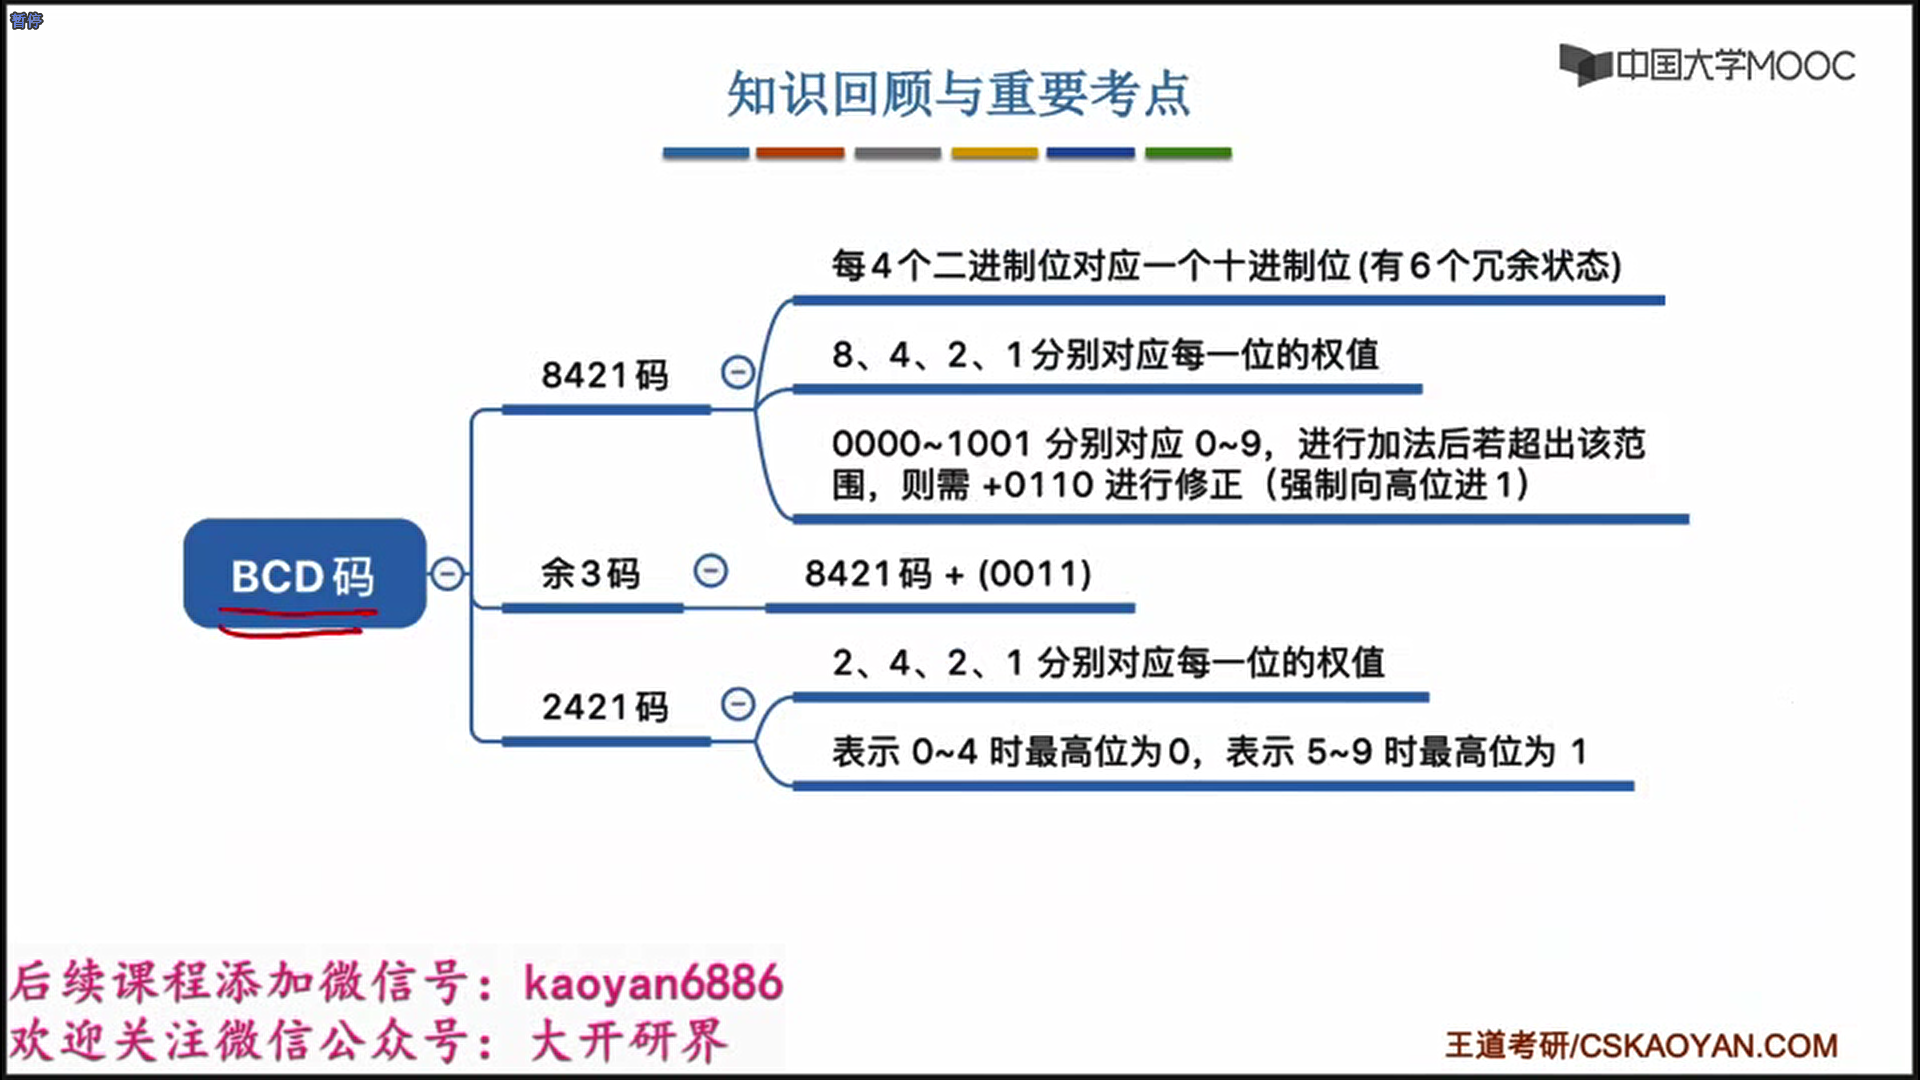 暂停
中国大学MOOC
知识回顾与重要考点
每4个二进制位对应一个十进制位(有6个冗余状态)
8421码
8、4、2、1分别对应每一位的权值
0000~1001 分别对应 0~9，进行加法后若超出该范
围，则需 +0110 进行修正（强制向高位进1）
BCD码
余3码
8421码 + (0011)
2421码
2、4、2、1 分别对应每一位的权值
表示 0~4 时最高位为0，表示 5~9 时最高位为 1
后续课程添加微信号：kaoyan6886
欢迎关注微信公众号：大开研界
王道考研/CSKAOYAN.COM